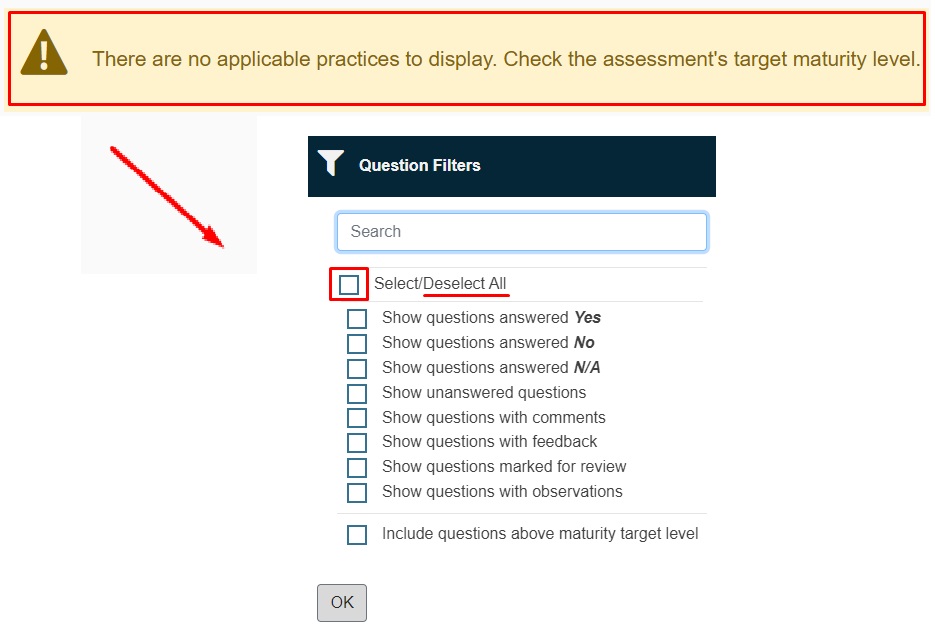 There are no applicable practices to display. Check the assessment's target maturity level.
Question Filters
Search
Select/Deselect All
Show questions answered Yes
Show questions answered No
Show questions answered N/A
Show unanswered questions
Show questions with comments
Show questions with feedback
Show questions marked for review
Show questions with observations
Include questions above maturity target level
OK